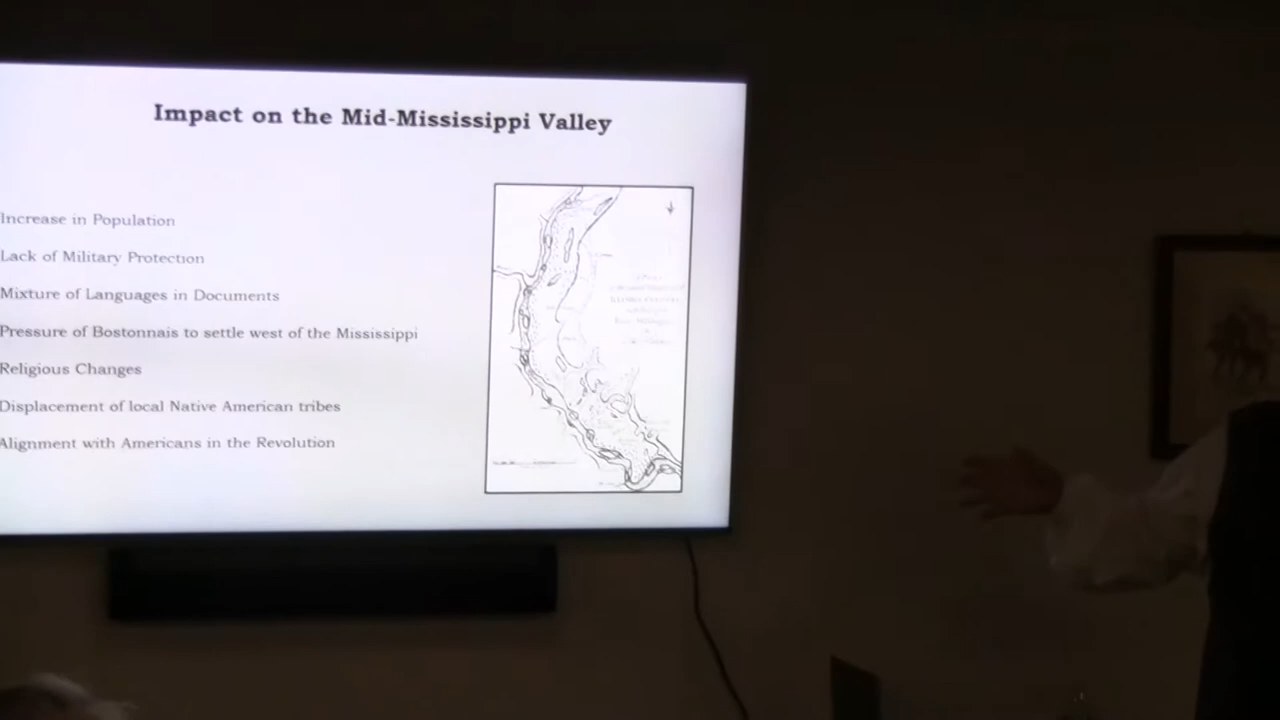 Impact on the Mid-Mississippi Valley
Increase in Population
Lack of Military Protection
Mixture of Languages in Documents
Pressure of Bostonnais to settle west of the Mississippi
Religious Changes
Displacement of local Native American tribes
Alignment with Americans in the Revolution